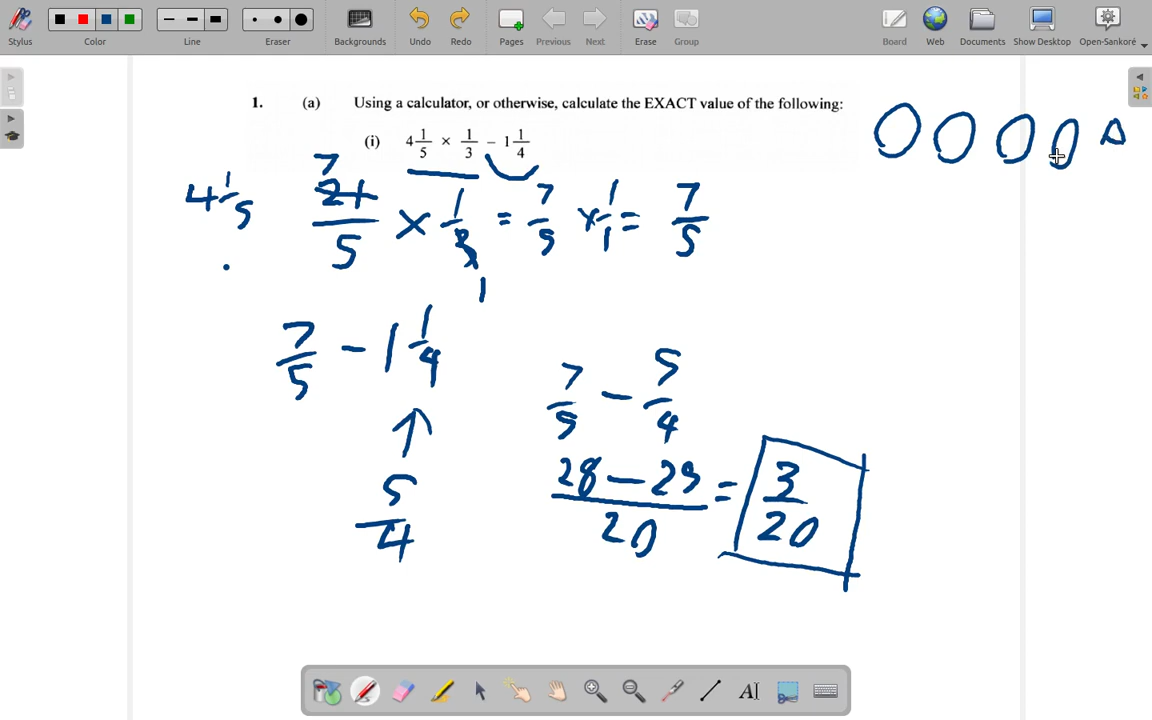 Stylus Color Line Eraser Backgrounds Undo Redo Pages Previous Next Erase Group Board Web Documents Show Desktop Open-Sankoré
1. (a) Using a calculator, or otherwise, calculate the EXACT value of the following:
(i) 4 1/5 × 1/3 − 1 1/4
4 1/5
7
21/5 × 1/3 = 7/5 × 1/1 = 7/5
1
7/5 − 1 1/4
5/4
7/5 − 5/4
28 − 25/20 = 3/20